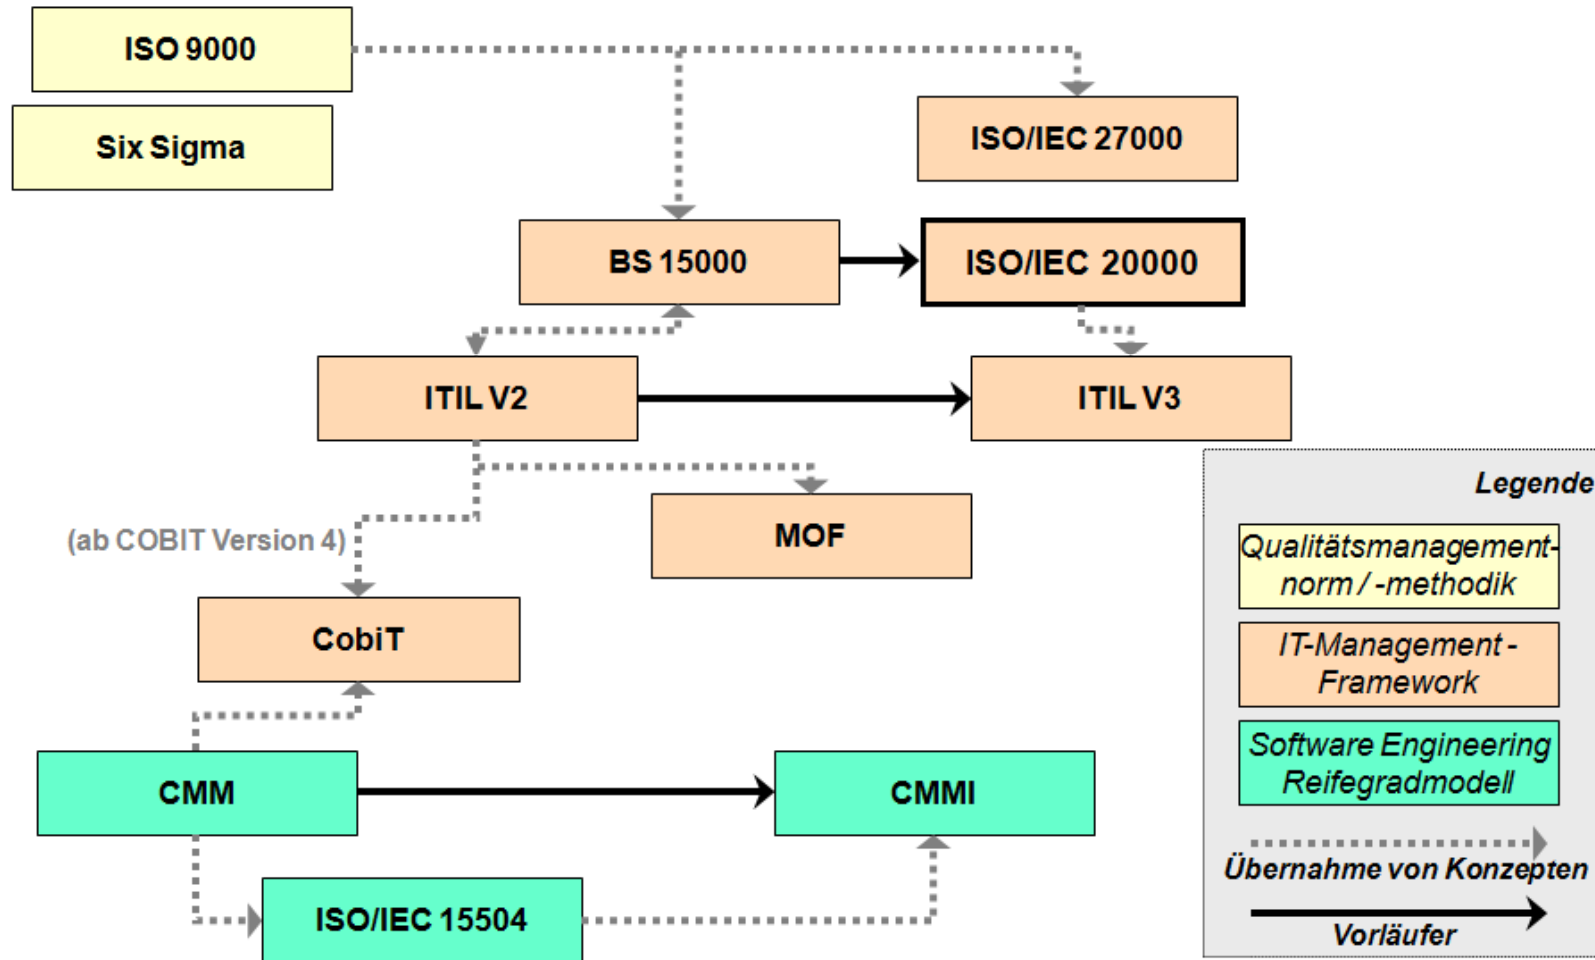 ISO 9000
Six Sigma
ISO/IEC 27000
BS 15000
ISO/IEC 20000
ITIL V2
ITIL V3
MOF
(ab COBIT Version 4)
CobiT
CMM
CMMI
ISO/IEC 15504
Legende
Qualitätsmanagement-
norm / -methodik
IT-Management -
Framework
Software Engineering
Reifegradmodell
Übernahme von Konzepten
Vorläufer